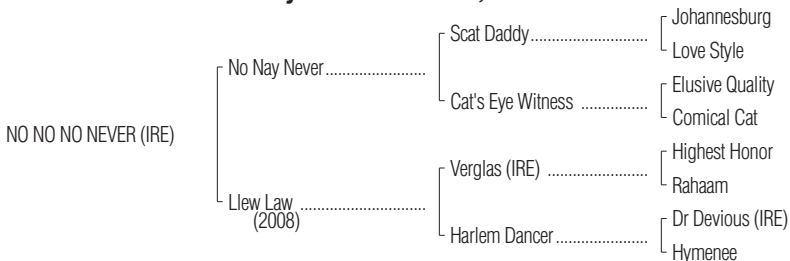 Johannesburg
Scat Daddy
Love Style
No Nay Never
Elusive Quality
Cat's Eye Witness
Comical Cat
NO NO NO NEVER (IRE)
Highest Honor
Verglas (IRE)
Rahaam
Llew Law
(2008)
Dr Devious (IRE)
Harlem Dancer
Hymenee